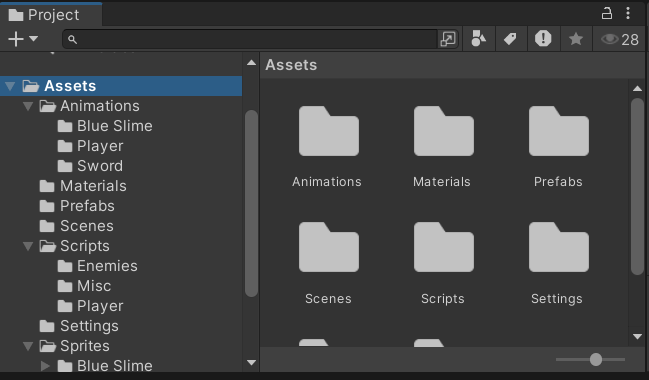 Project
28
Assets
Animations
Blue Slime
Player
Sword
Materials
Prefabs
Scenes
Scripts
Enemies
Misc
Player
Settings
Sprites
Blue Slime
Assets
Animations Materials Prefabs
Scenes Scripts Settings